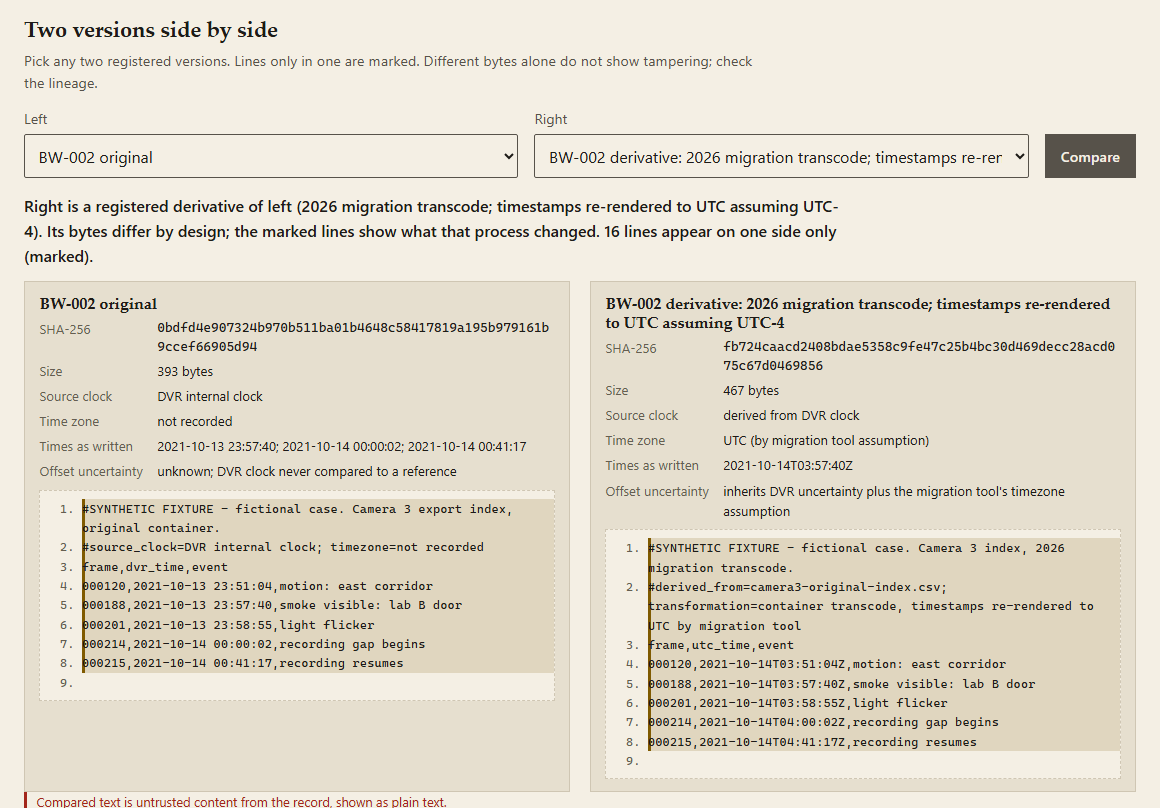 Two versions side by side
Pick any two registered versions. Lines only in one are marked. Different bytes alone do not show tampering; check
the lineage.
Left
Right
BW-002 original
BW-002 derivative: 2026 migration transcode; timestamps re-rer
Compare
Right is a registered derivative of left (2026 migration transcode; timestamps re-rendered to UTC assuming UTC-
4). Its bytes differ by design; the marked lines show what that process changed. 16 lines appear on one side only
(marked).
BW-002 original
SHA-256
0bdfd4e907324b970b511ba01b4648c58417819a195b979161b
9ccef66905d94
Size
393 bytes
Source clock
DVR internal clock
Time zone
not recorded
Times as written
2021-10-13 23:57:40; 2021-10-14 00:00:02; 2021-10-14 00:41:17
Offset uncertainty
unknown; DVR clock never compared to a reference
1. #SYNTHETIC FIXTURE — fictional case. Camera 3 export index,
original container.
2. #source_clock=DVR internal clock; timezone=not recorded
3. frame,dvr_time,event
4. 000120,2021-10-13 23:51:04,motion: east corridor
5. 000188,2021-10-13 23:57:40,smoke visible: lab B door
6. 000201,2021-10-13 23:58:55,light flicker
7. 000214,2021-10-14 00:00:02,recording gap begins
8. 000215,2021-10-14 00:41:17,recording resumes
9.
BW-002 derivative: 2026 migration transcode; timestamps re-rendered
to UTC assuming UTC-4
SHA-256
fb724caacd2408bdae5358c9fe47c25b4bc30d469decc28acd0
75c67d0469856
Size
467 bytes
Source clock
derived from DVR clock
Time zone
UTC (by migration tool assumption)
Times as written
2021-10-14T03:57:40Z
Offset uncertainty
inherits DVR uncertainty plus the migration tool's timezone
assumption
1. #SYNTHETIC FIXTURE — fictional case. Camera 3 index, 2026
migration transcode.
2. #derived_from=camera3-original-index.csv;
transformation=container transcode, timestamps re-rendered to
UTC by migration tool
3. frame,utc_time,event
4. 000120,2021-10-14T03:51:04Z,motion: east corridor
5. 000188,2021-10-14T03:57:40Z,smoke visible: lab B door
6. 000201,2021-10-14T03:58:55Z,light flicker
7. 000214,2021-10-14T04:00:02Z,recording gap begins
8. 000215,2021-10-14T04:41:17Z,recording resumes
9.
Compared text is untrusted content from the record, shown as plain text.